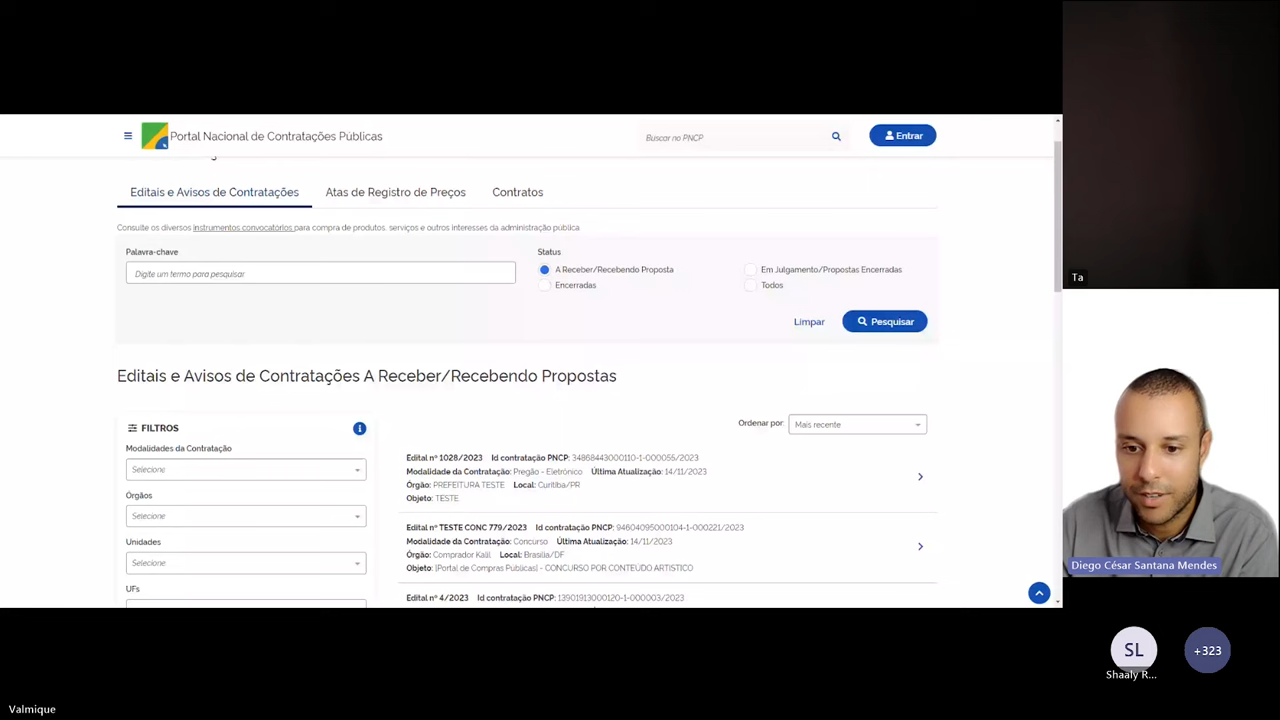 Portal Nacional de Contratações Públicas
Buscar no PNCP
Entrar
Editais e Avisos de Contratações
Atas de Registro de Preços
Contratos
Consulte os diversos instrumentos convocatórios para compra de produtos, serviços e outros interesses da administração pública
Palavra-chave
Digite um termo para pesquisar
Status
A Receber/Recebendo Proposta
Em Julgamento/Propostas Encerradas
Encerradas
Todos
Limpar
Pesquisar
Editais e Avisos de Contratações A Receber/Recebendo Propostas
FILTROS
Modalidades da Contratação
Selecione
Órgãos
Selecione
Unidades
Selecione
UFs
Ordenar por:
Mais recente
Edital nº 1028/2023 Id contratação PNCP: 34868443000110-1-000055/2023
Modalidade da Contratação: Pregão - Eletrônico Última Atualização: 14/11/2023
Órgão: PREFEITURA TESTE Local: Curitiba/PR
Objeto: TESTE
Edital nº TESTE CONC 779/2023 Id contratação PNCP: 94604095000104-1-000221/2023
Modalidade da Contratação: Concurso Última Atualização: 14/11/2023
Órgão: Comprador Kalil Local: Brasília/DF
Objeto: [Portal de Compras Públicas] - CONCURSO POR CONTEÚDO ARTISTICO
Edital nº 4/2023 Id contratação PNCP: 13901913000120-1-000003/2023
Ta
Diego César Santana Mendes
SL
Shaaly R...
+323
Valmique